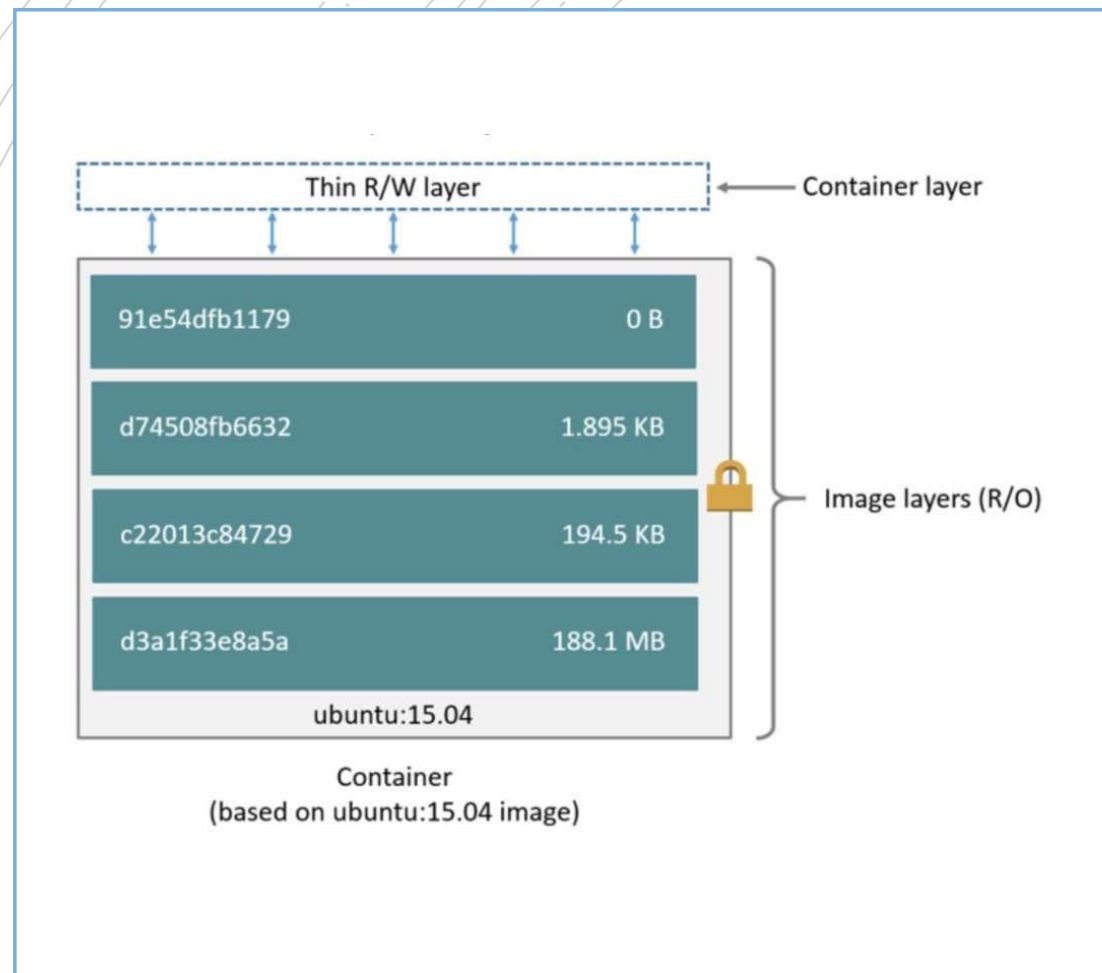 Thin R/W layer
Container layer
91e54dfb1179 0 B
d74508fb6632 1.895 KB
c22013c84729 194.5 KB
Image layers (R/O)
d3a1f33e8a5a 188.1 MB
ubuntu:15.04
Container
(based on ubuntu:15.04 image)